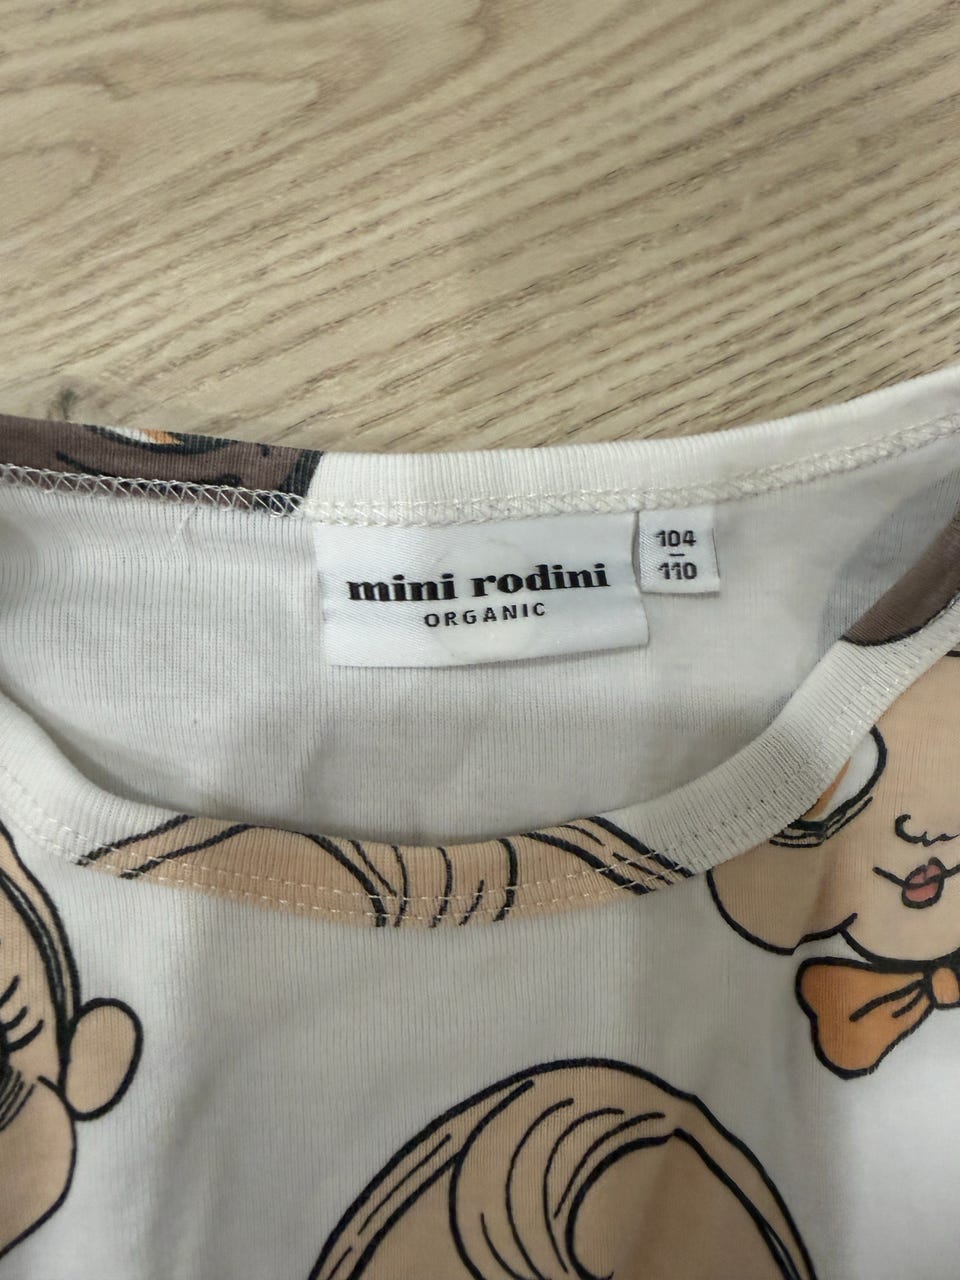 mini rodini
ORGANIC
104
–
110